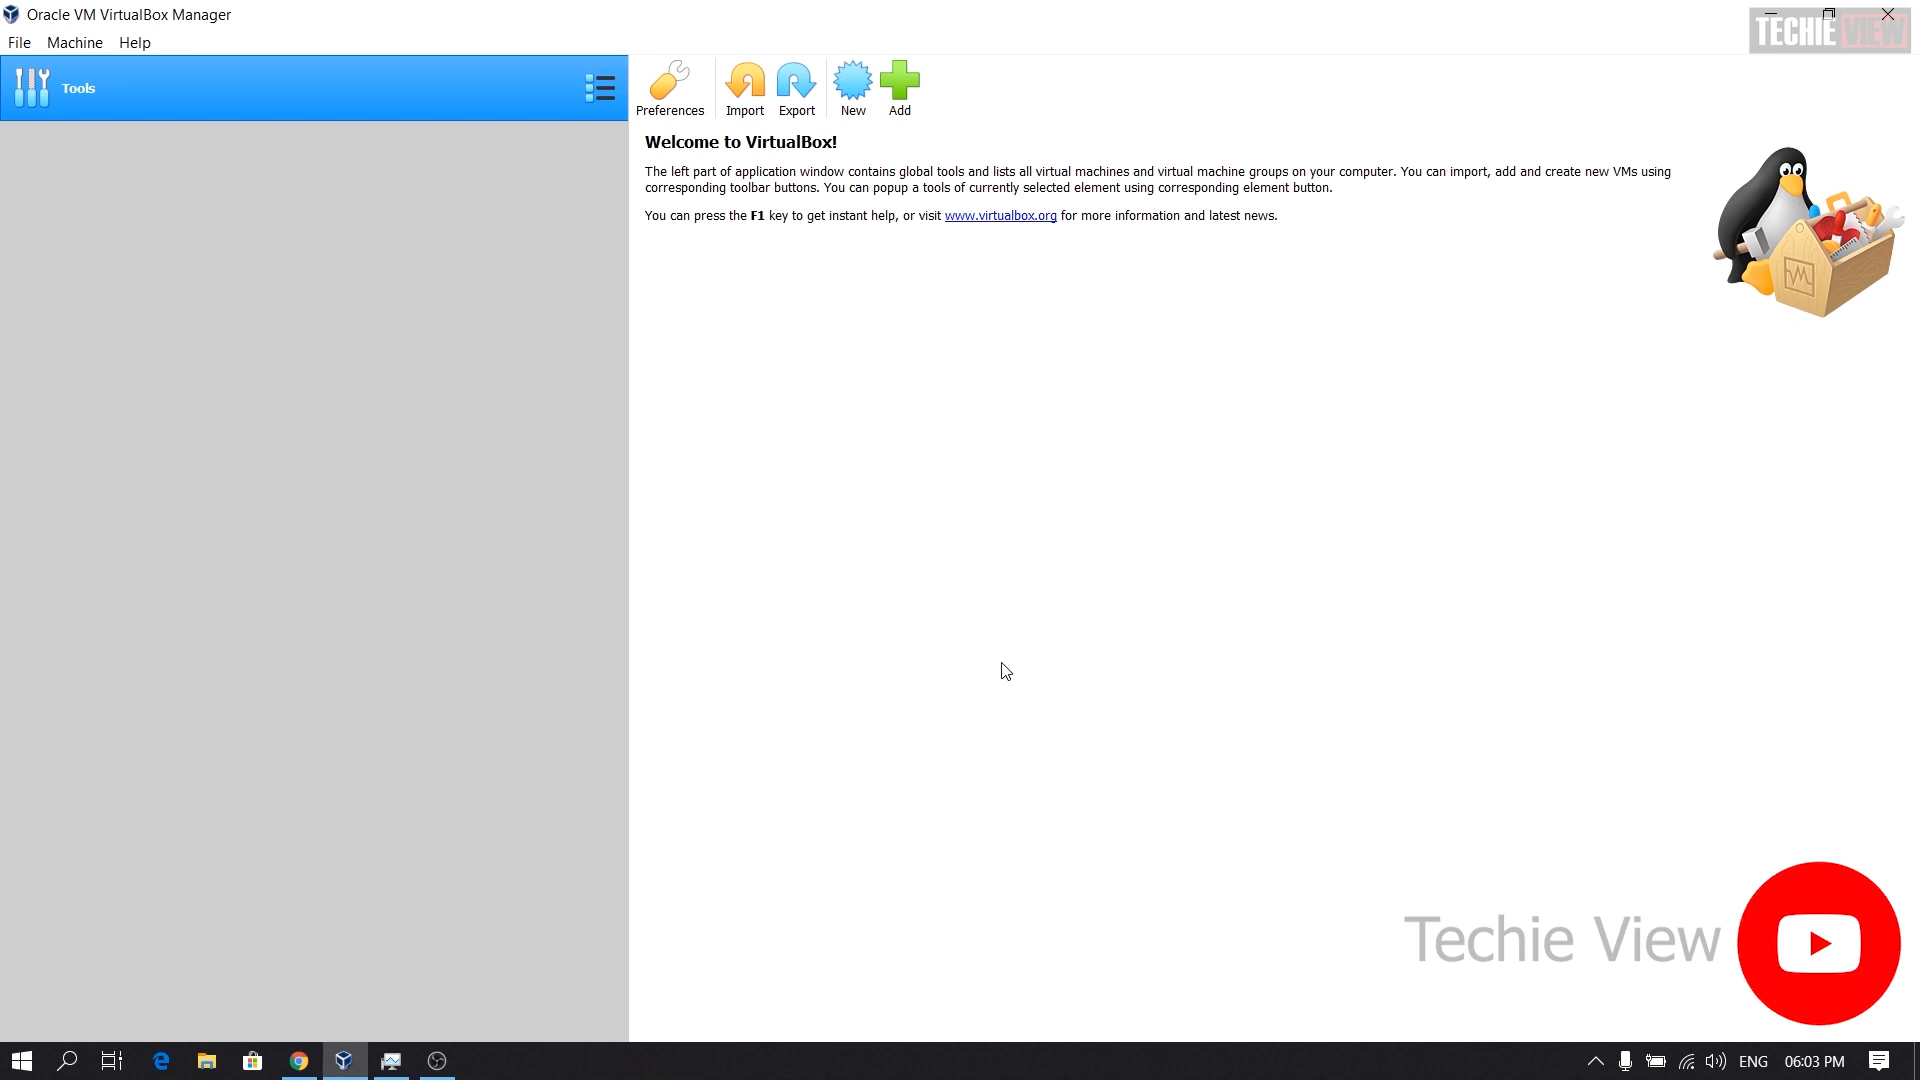 Oracle VM VirtualBox Manager
TECHIE VIEW
File Machine Help
Tools
Preferences Import Export New Add
Welcome to VirtualBox!
The left part of application window contains global tools and lists all virtual machines and virtual machine groups on your computer. You can import, add and create new VMs using
corresponding toolbar buttons. You can popup a tools of currently selected element using corresponding element button.
You can press the F1 key to get instant help, or visit www.virtualbox.org for more information and latest news.
Techie View
ENG 06:03 PM